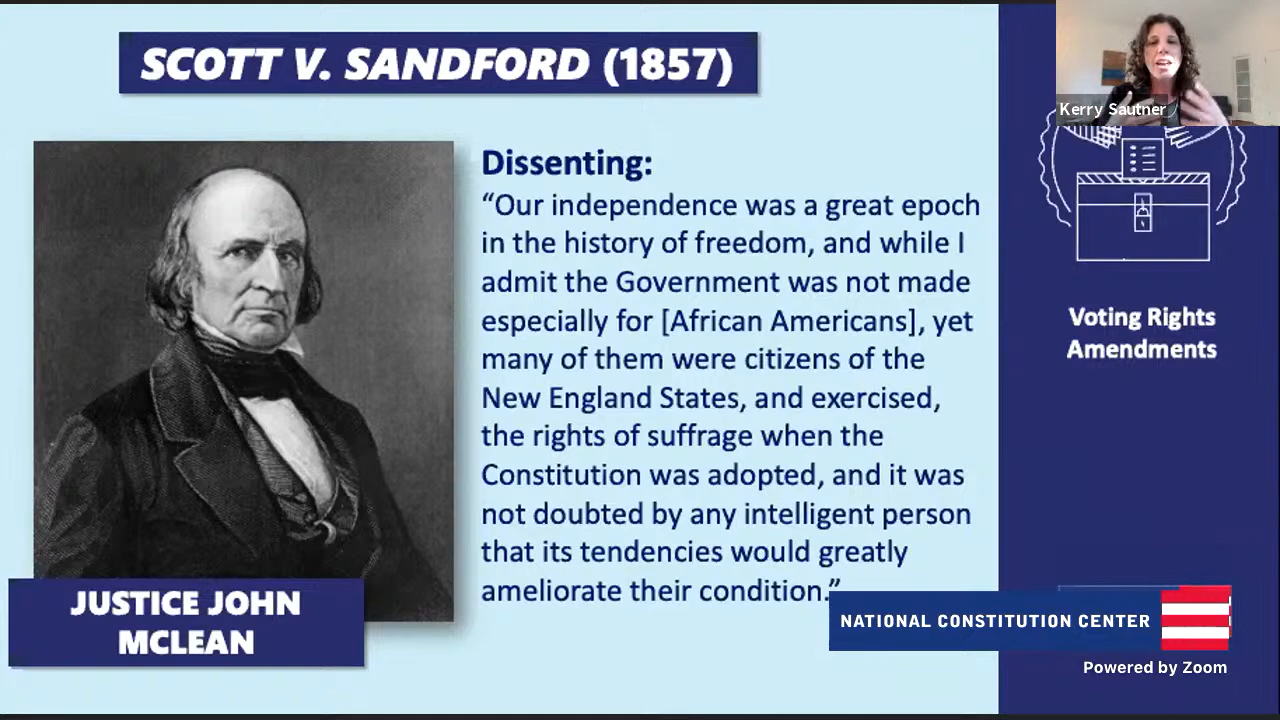 SCOTT V. SANDFORD (1857)
Kerry Sautner
Dissenting:
“Our independence was a great epoch
in the history of freedom, and while I
admit the Government was not made
especially for [African Americans], yet
many of them were citizens of the
New England States, and exercised,
the rights of suffrage when the
Constitution was adopted, and it was
not doubted by any intelligent person
that its tendencies would greatly
ameliorate their condition.”
JUSTICE JOHN
MCLEAN
Voting Rights
Amendments
NATIONAL CONSTITUTION CENTER
Powered by Zoom